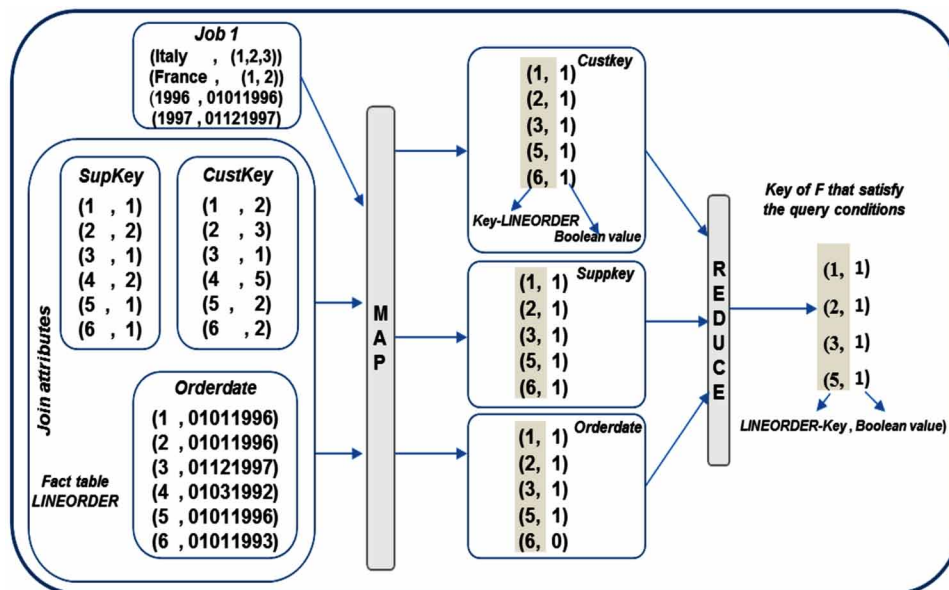 Job 1
(Italy , (1,2,3))
(France , (1, 2))
(1996 , 01011996)
(1997 , 01121997)
SupKey
(1 , 1)
(2 , 2)
(3 , 1)
(4 , 2)
(5 , 1)
(6 , 1)
CustKey
(1 , 2)
(2 , 3)
(3 , 1)
(4 , 5)
(5 , 2)
(6 , 2)
Join attributes
Orderdate
(1 , 01011996)
(2 , 01011996)
(3 , 01121997)
(4 , 01031992)
(5 , 01011996)
(6 , 01011993)
Fact table
LINEORDER
MAP
Custkey
(1, 1)
(2, 1)
(3, 1)
(5, 1)
(6, 1)
Key-LINEORDER
Boolean value
Suppkey
(1, 1)
(2, 1)
(3, 1)
(5, 1)
(6, 1)
Orderdate
(1, 1)
(2, 1)
(3, 1)
(5, 1)
(6, 0)
REDUCE
Key of F that satisfy
the query conditions
(1, 1)
(2, 1)
(3, 1)
(5, 1)
LINEORDER-Key , Boolean value)